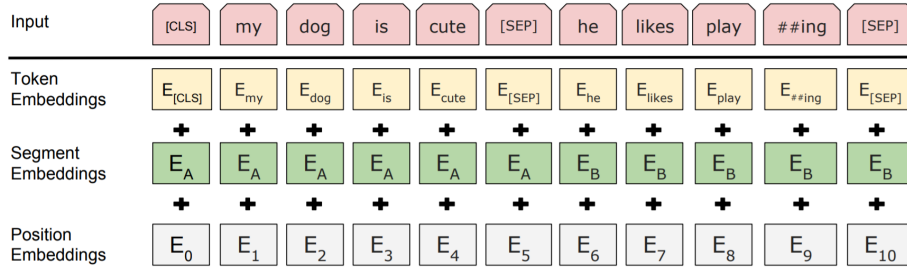 Input [CLS] my dog is cute [SEP] he likes play ##ing [SEP]
Token
Embeddings
E[CLS] Emy Edog Eis Ecute E[SEP] Ehe Elikes Eplay E##ing E[SEP]
+ + + + + + + + + + +
Segment
Embeddings
EA EA EA EA EA EA EB EB EB EB EB
+ + + + + + + + + + +
Position
Embeddings
E0 E1 E2 E3 E4 E5 E6 E7 E8 E9 E10